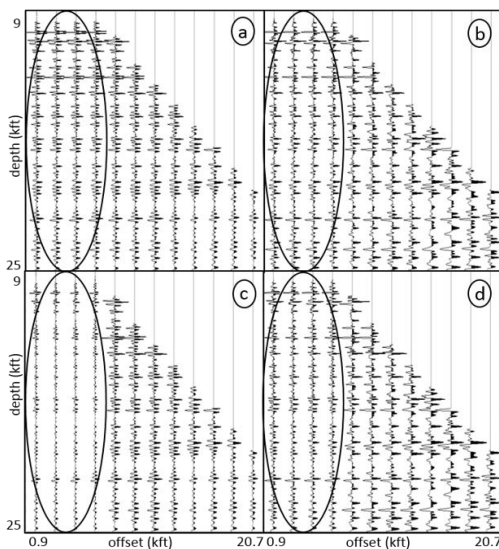 9
a
b
depth (kft)
25
9
c
d
depth (kft)
25
0.9 offset (kft) 20.7 0.9 offset (kft) 20.7